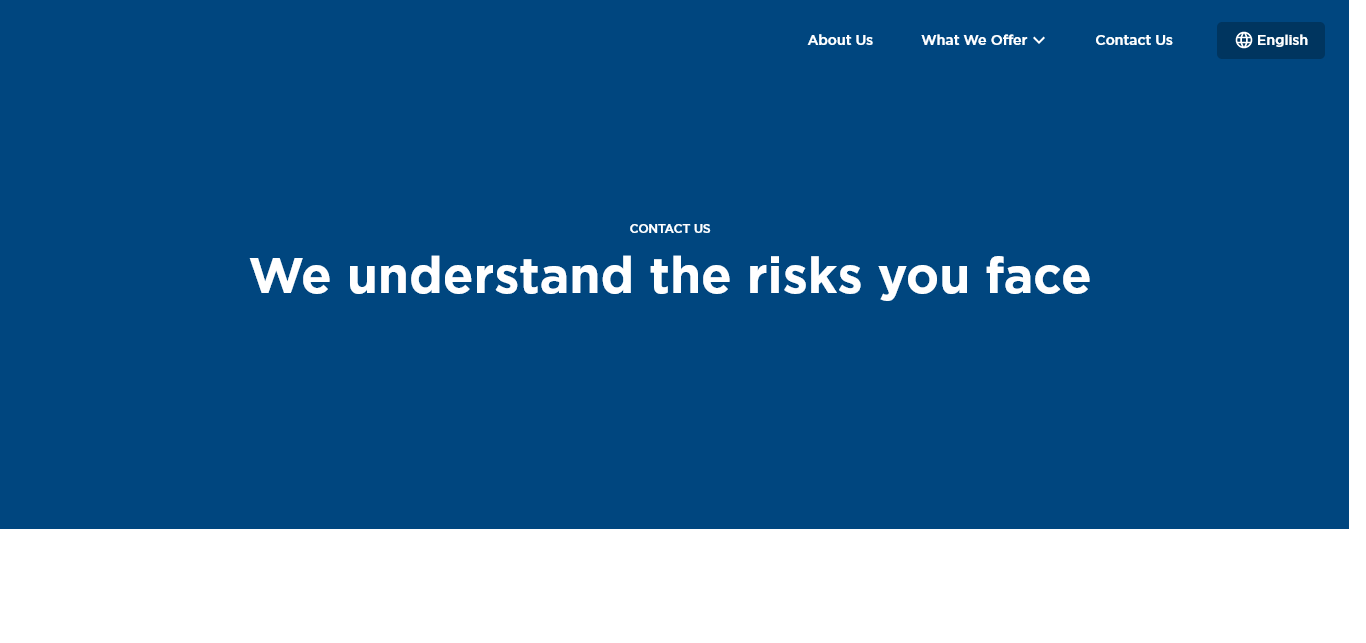 About Us What We Offer Contact Us English
CONTACT US
We understand the risks you face